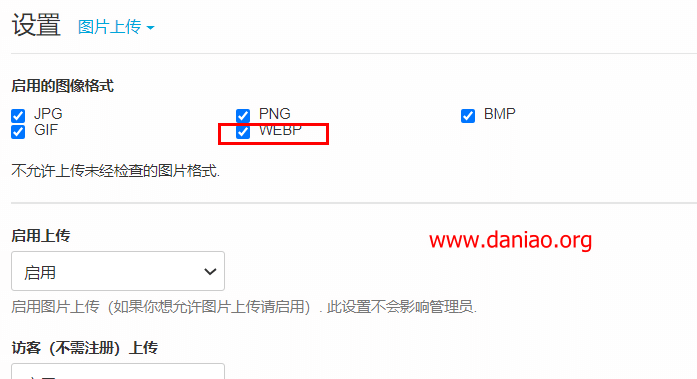 设置 图片上传
启用的图像格式
JPG PNG BMP
GIF WEBP
不允许上传未经检查的图片格式.
www.daniao.org
启用上传
启用
启用图片上传（如果你想允许图片上传请启用）. 此设置不会影响管理员.
访客（不需注册）上传